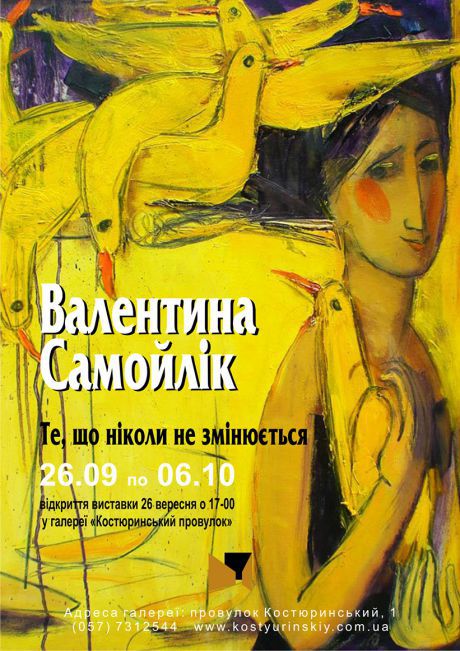 Валентина
Самойлік
Те, що ніколи не змінюється
26.09 по 06.10
відкриття виставки 26 вересня о 17-00
у галереї «Костюринський провулок»
Адреса галереї: провулок Костюринський, 1
(057) 7312544 www.kostyurinskiy.com.ua